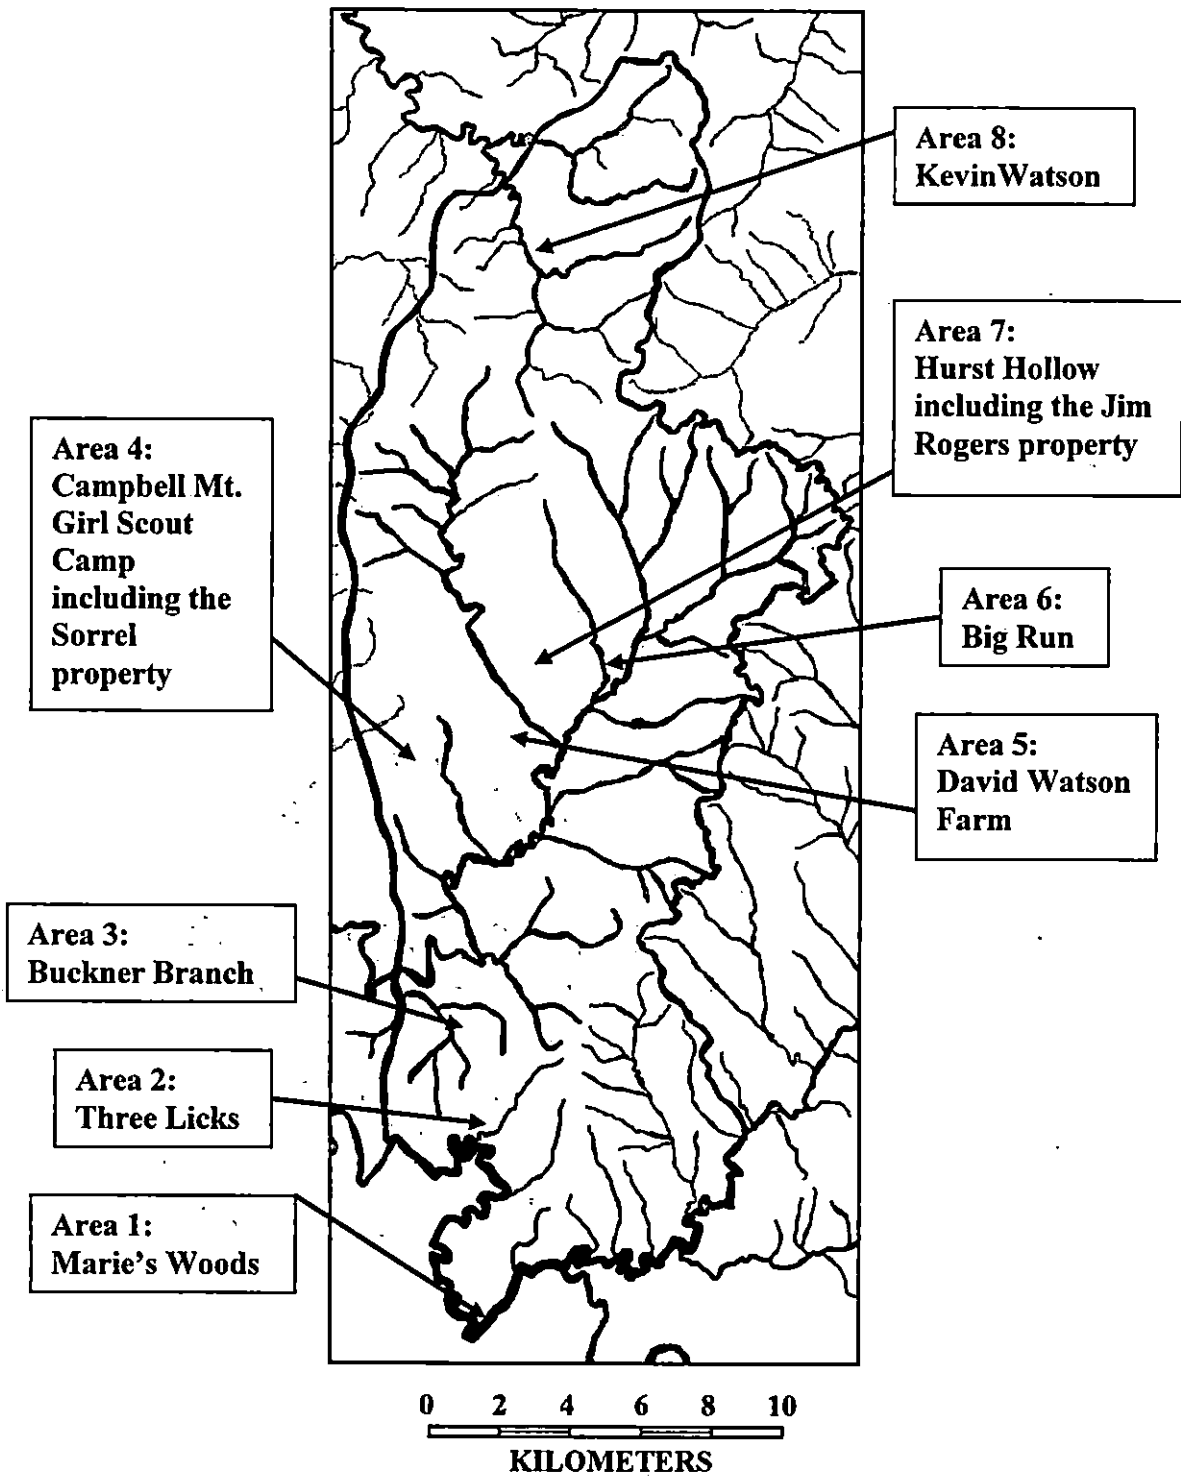 Area 8:
KevinWatson
Area 7:
Hurst Hollow
including the Jim
Rogers property
Area 4:
Campbell Mt.
Girl Scout
Camp
including the
Sorrel
property
Area 6:
Big Run
Area 5:
David Watson
Farm
Area 3:
Buckner Branch
Area 2:
Three Licks
Area 1:
Marie's Woods
0 2 4 6 8 10
KILOMETERS